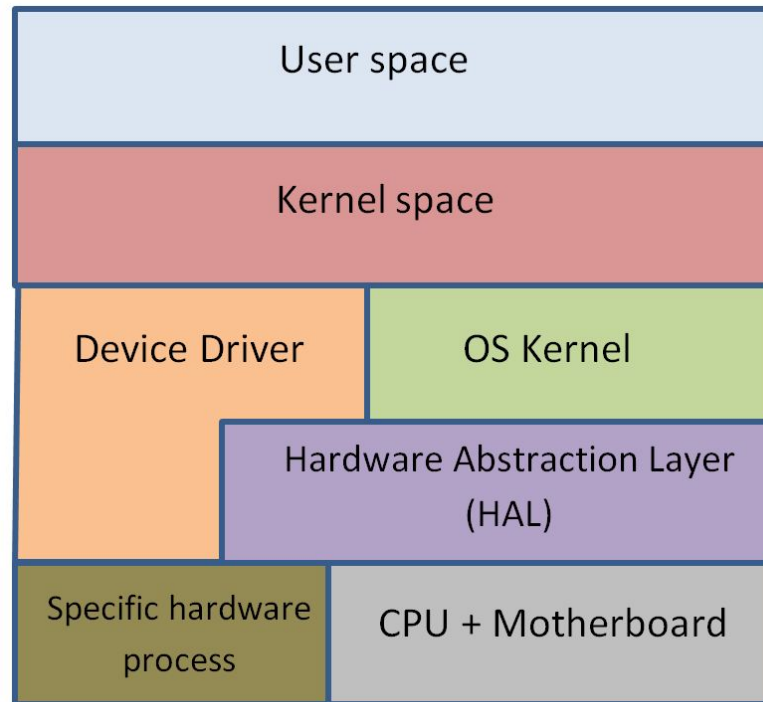 User space
Kernel space
Device Driver
OS Kernel
Hardware Abstraction Layer
(HAL)
Specific hardware
process
CPU + Motherboard